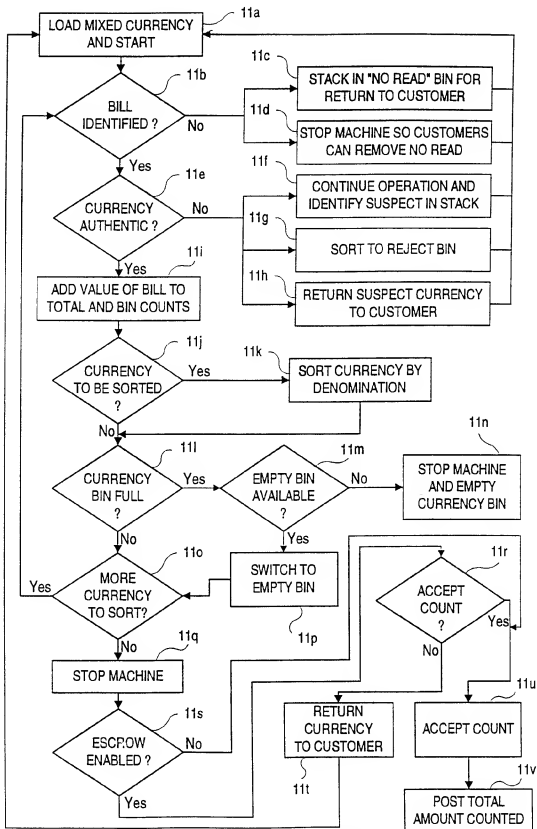 LOAD MIXED CURRENCY
AND START
11a
BILL
IDENTIFIED ?
11b
No
Yes
11c
STACK IN "NO READ" BIN FOR
RETURN TO CUSTOMER
11d
STOP MACHINE SO CUSTOMERS
CAN REMOVE NO READ
11e
CURRENCY
AUTHENTIC ?
No
Yes
11f
CONTINUE OPERATION AND
IDENTIFY SUSPECT IN STACK
11g
SORT TO REJECT BIN
11h
RETURN SUSPECT CURRENCY
TO CUSTOMER
11i
ADD VALUE OF BILL TO
TOTAL AND BIN COUNTS
11j
CURRENCY
TO BE SORTED
?
Yes
No
11k
SORT CURRENCY BY
DENOMINATION
11l
CURRENCY
BIN FULL
?
Yes
No
11m
EMPTY BIN
AVAILABLE
?
No
Yes
11n
STOP MACHINE
AND EMPTY
CURRENCY BIN
11o
MORE
CURRENCY
TO SORT?
Yes
No
SWITCH TO
EMPTY BIN
11p
11q
STOP MACHINE
11r
ACCEPT
COUNT
?
Yes
No
11s
ESCROW
ENABLED ?
No
Yes
RETURN
CURRENCY
TO CUSTOMER
11t
11u
ACCEPT
COUNT
11v
POST TOTAL
AMOUNT COUNTED